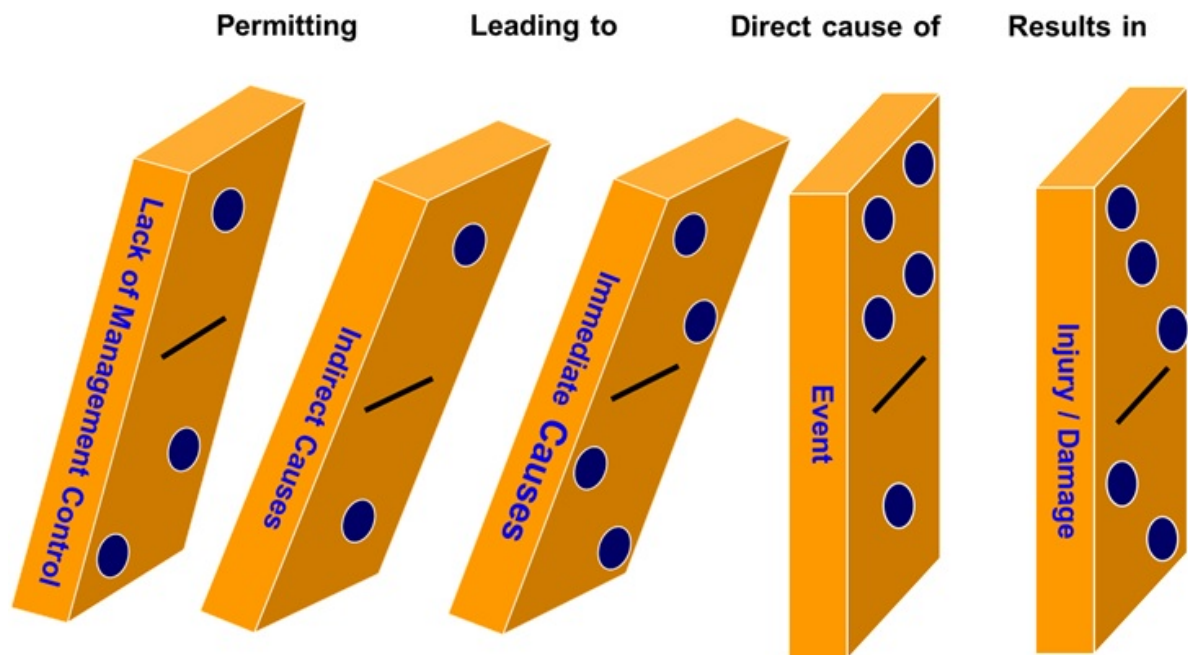 Permitting
Leading to
Direct cause of
Results in
Lack of Management Control
Indirect Causes
Immediate Causes
Event
Injury / Damage